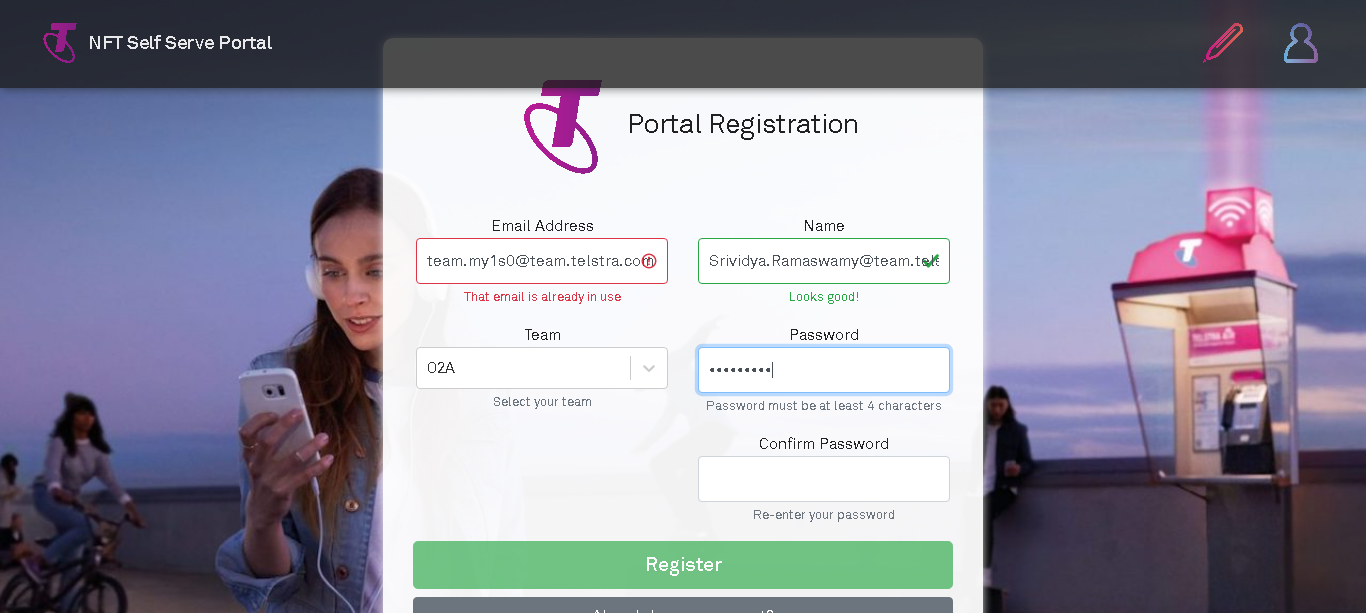 NFT Self Serve Portal
Portal Registration
Email Address
Name
team.my1s0@team.telstra.com
Srividya.Ramaswamy@team.tels
That email is already in use
Looks good!
Team
Password
O2A
•••••••••
Select your team
Password must be at least 4 characters
Confirm Password
Re-enter your password
Register